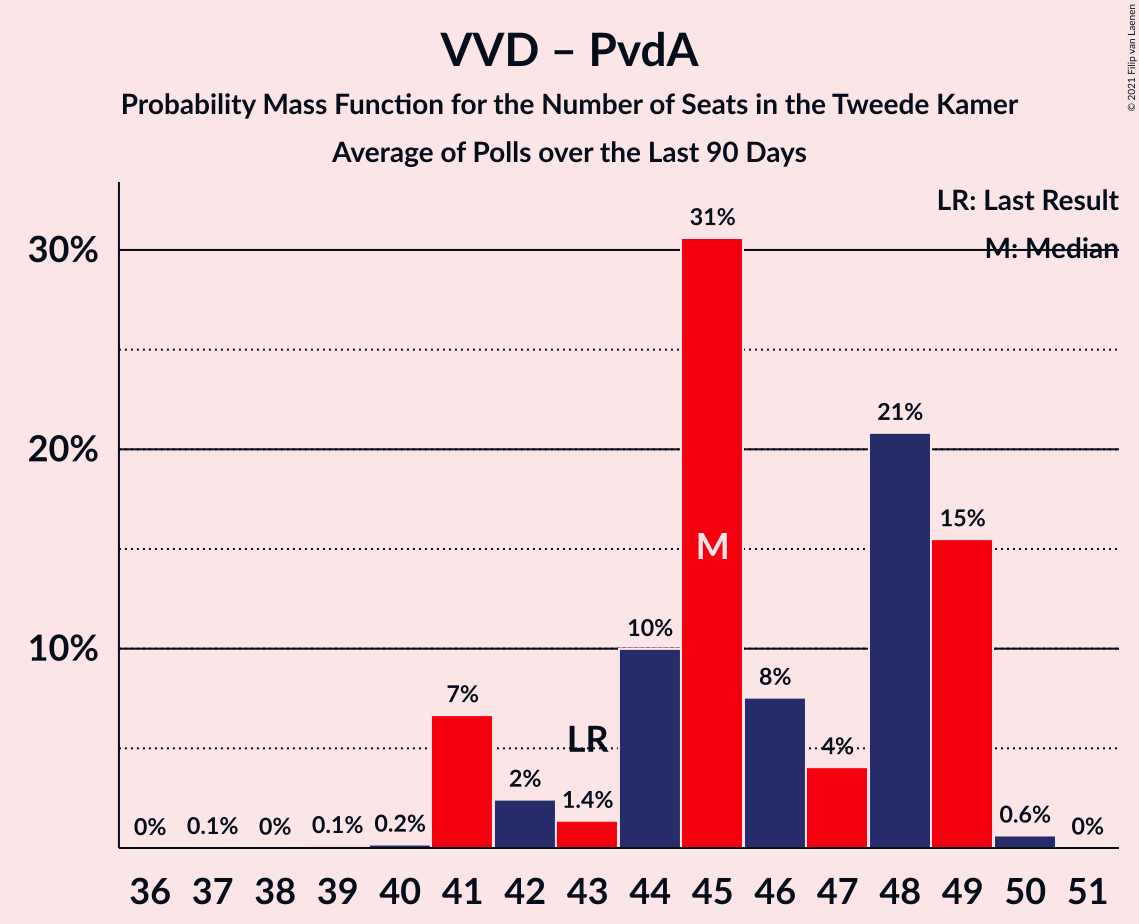 VVD – PvdA
Probability Mass Function for the Number of Seats in the Tweede Kamer
Average of Polls over the Last 90 Days
© 2021 Filip van Laenen
LR: Last Result
M: Median
30%
20%
10%
0%
0.1%
0%
0.1%
0.2%
7%
2%
1.4%
10%
31%
8%
4%
21%
15%
0.6%
0%
LR
M
36 37 38 39 40 41 42 43 44 45 46 47 48 49 50 51